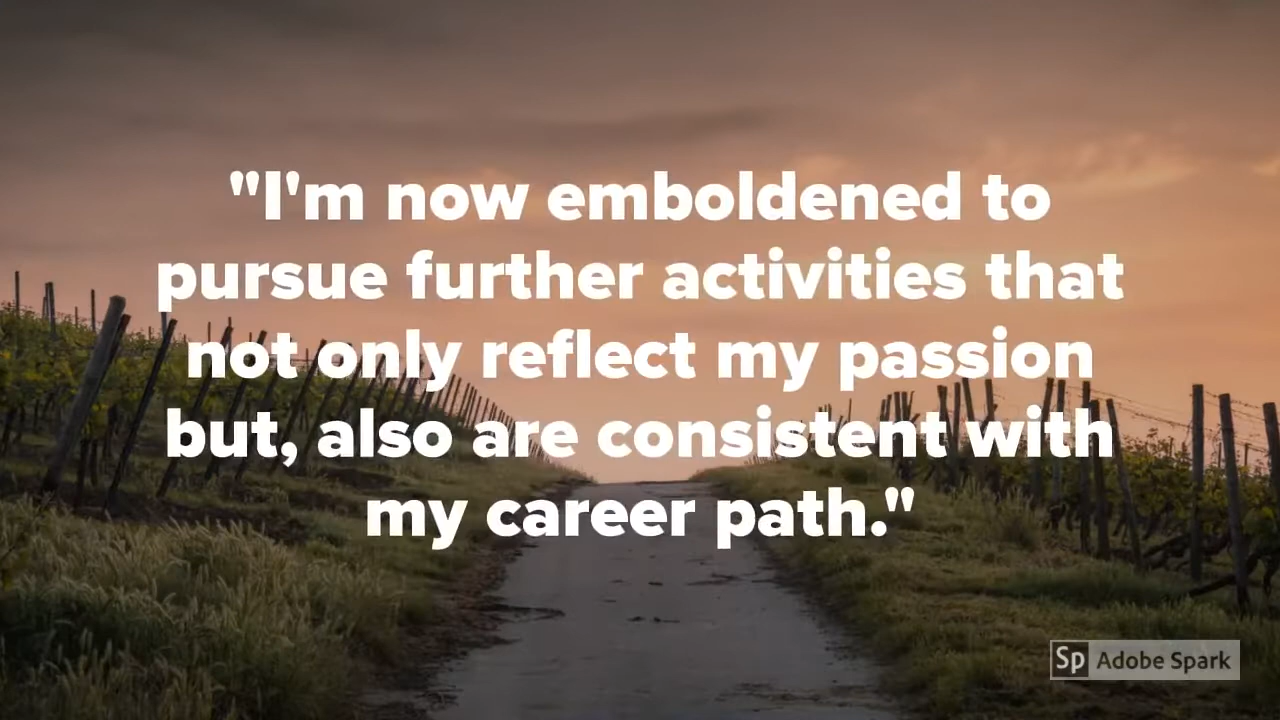 "I'm now emboldened to
pursue further activities that
not only reflect my passion
but, also are consistent with
my career path."
Sp Adobe Spark